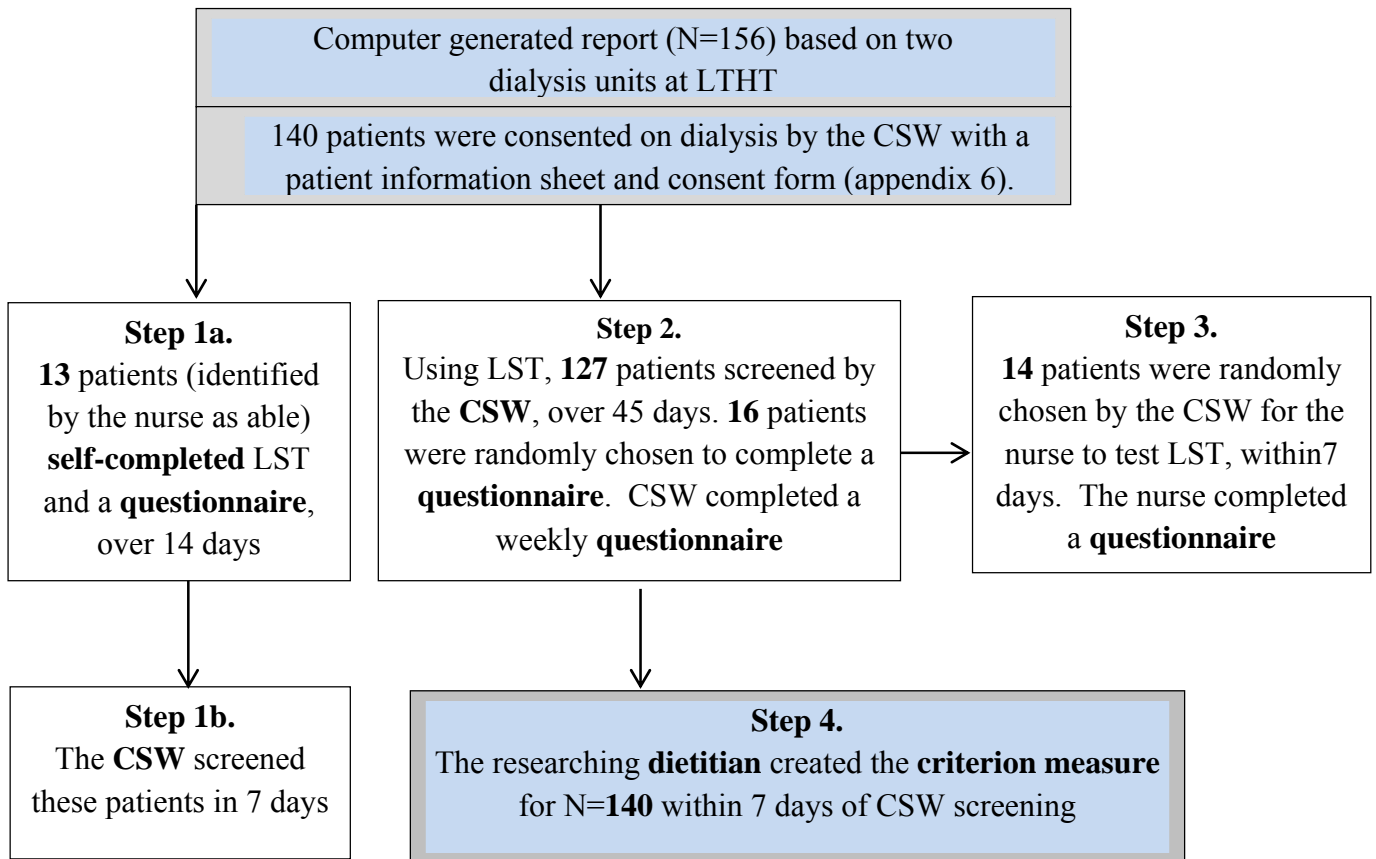 Computer generated report (N=156) based on two
dialysis units at LTHT
140 patients were consented on dialysis by the CSW with a
patient information sheet and consent form (appendix 6).
Step 1a.
13 patients (identified
by the nurse as able)
self-completed LST
and a questionnaire,
over 14 days
Step 2.
Using LST, 127 patients screened by
the CSW, over 45 days. 16 patients
were randomly chosen to complete a
questionnaire. CSW completed a
weekly questionnaire
Step 3.
14 patients were randomly
chosen by the CSW for the
nurse to test LST, within7
days. The nurse completed
a questionnaire
Step 1b.
The CSW screened
these patients in 7 days
Step 4.
The researching dietitian created the criterion measure
for N=140 within 7 days of CSW screening